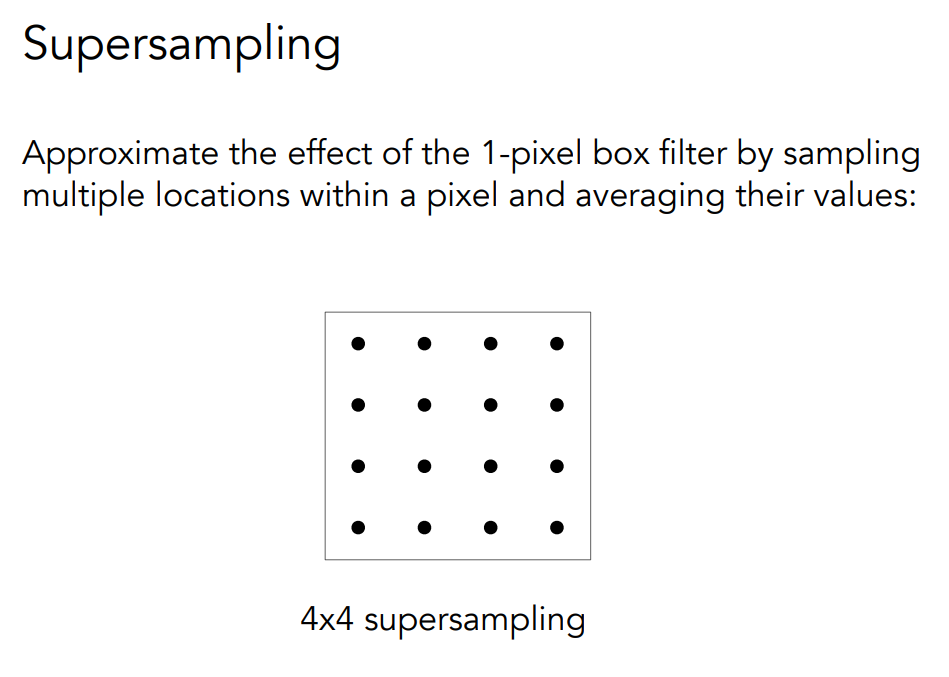 Supersampling
Approximate the effect of the 1-pixel box filter by sampling
multiple locations within a pixel and averaging their values:
4x4 supersampling